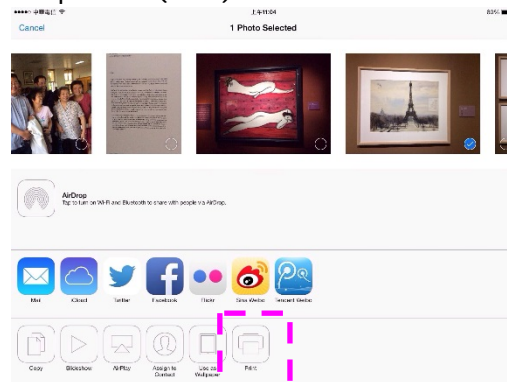 中華電信
上午11:04
83%
Cancel
1 Photo Selected
AirDrop
Tap to turn on Wi-Fi and Bluetooth to share with people via AirDrop.
Mail
iCloud
Twitter
Facebook
Flickr
Sina Weibo
Tencent Weibo
Copy
Slideshow
AirPlay
Assign to
Contact
Use as
Wallpaper
Print